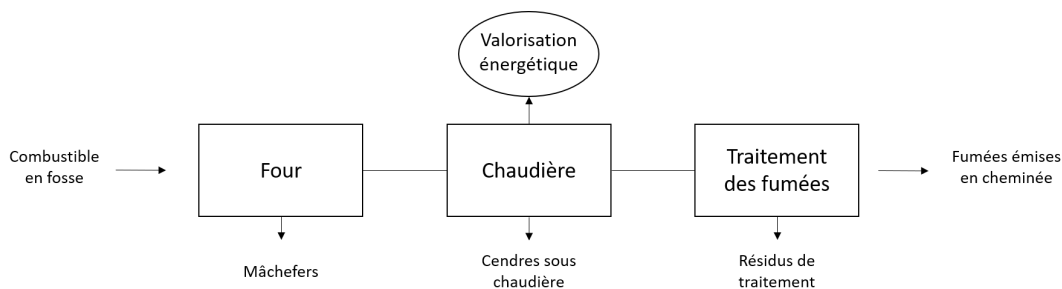 Valorisation
énergétique
Combustible
en fosse
Four
Chaudière
Traitement
des fumées
Fumées émises
en cheminée
Mâchefers
Cendres sous
chaudière
Résidus de
traitement